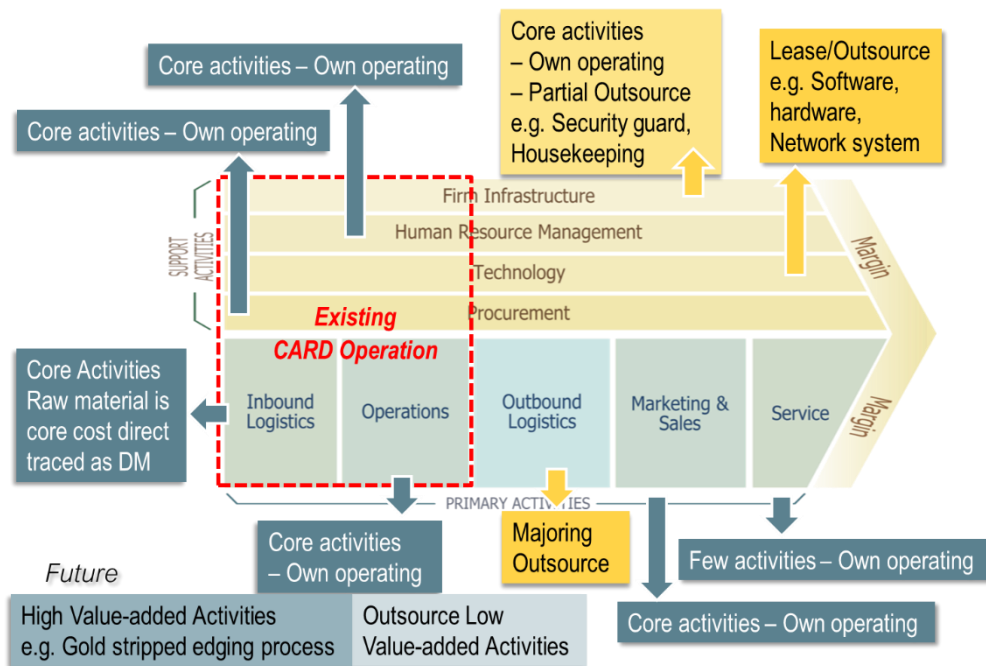 Core activities – Own operating
Core activities – Own operating
Core activities
– Own operating
– Partial Outsource
e.g. Security guard,
Housekeeping
Lease/Outsource
e.g. Software,
hardware,
Network system
SUPPORT
ACTIVITIES
Firm Infrastructure
Human Resource Management
Technology
Procurement
Margin
Existing
CARD Operation
Core Activities
Raw material is
core cost direct
traced as DM
Inbound
Logistics
Operations
Outbound
Logistics
Marketing &
Sales
Service
Margin
PRIMARY ACTIVITIES
Core activities
– Own operating
Majoring
Outsource
Few activities – Own operating
Core activities – Own operating
Future
High Value-added Activities
e.g. Gold stripped edging process
Outsource Low
Value-added Activities